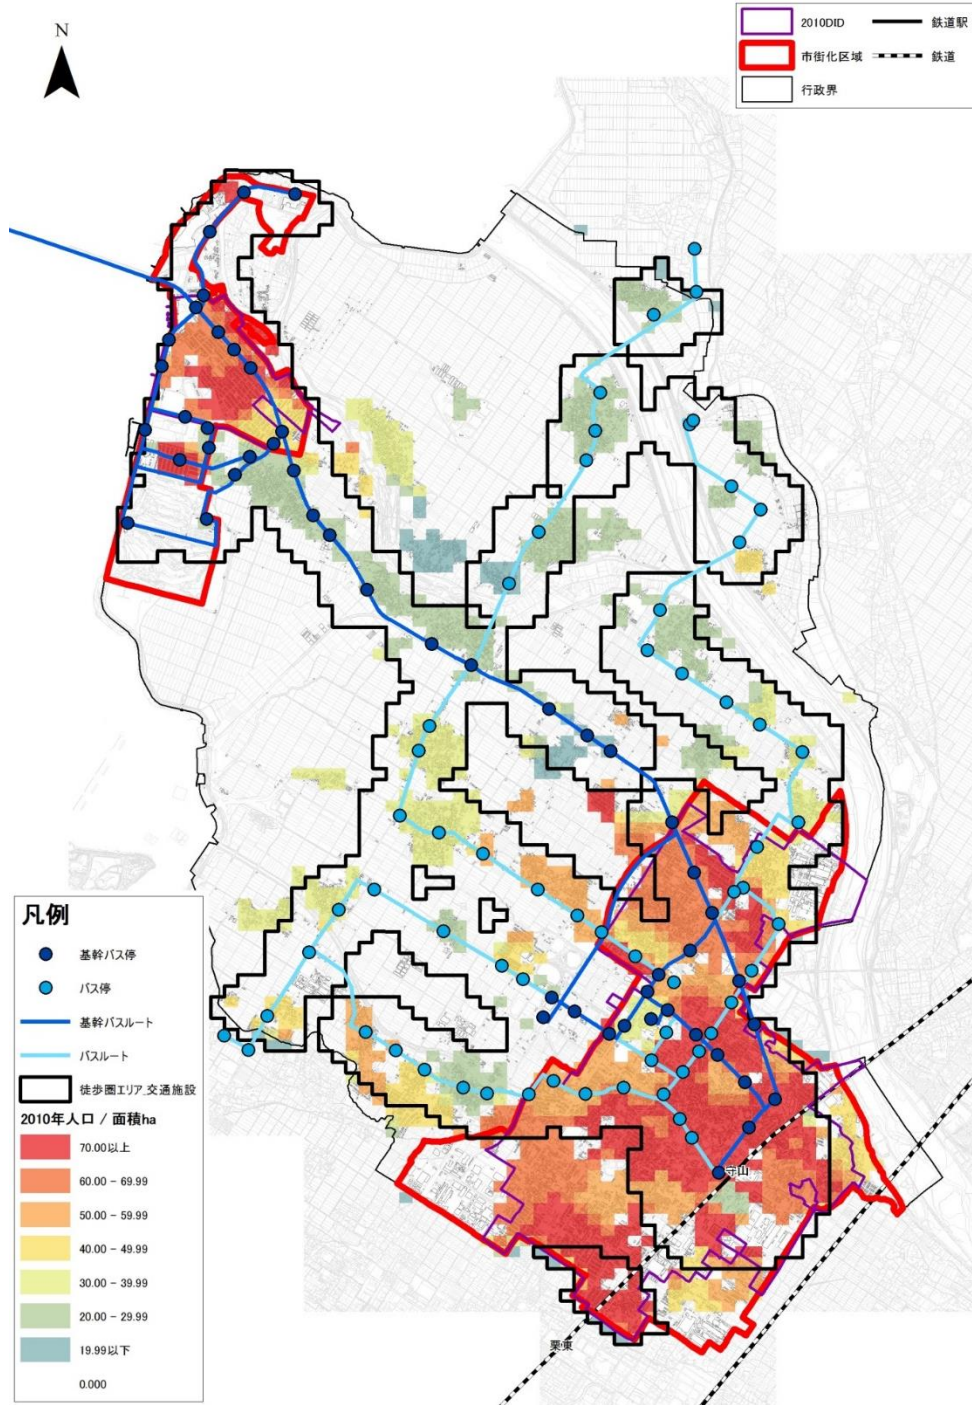 N
2010DID
鉄道駅
市街化区域
鉄道
行政界
守山
栗東
凡例
基幹バス停
バス停
基幹バスルート
バスルート
徒歩圏エリア_交通施設
2010年人口 / 面積ha
70.00以上
60.00 - 69.99
50.00 - 59.99
40.00 - 49.99
30.00 - 39.99
20.00 - 29.99
19.99以下
0.000